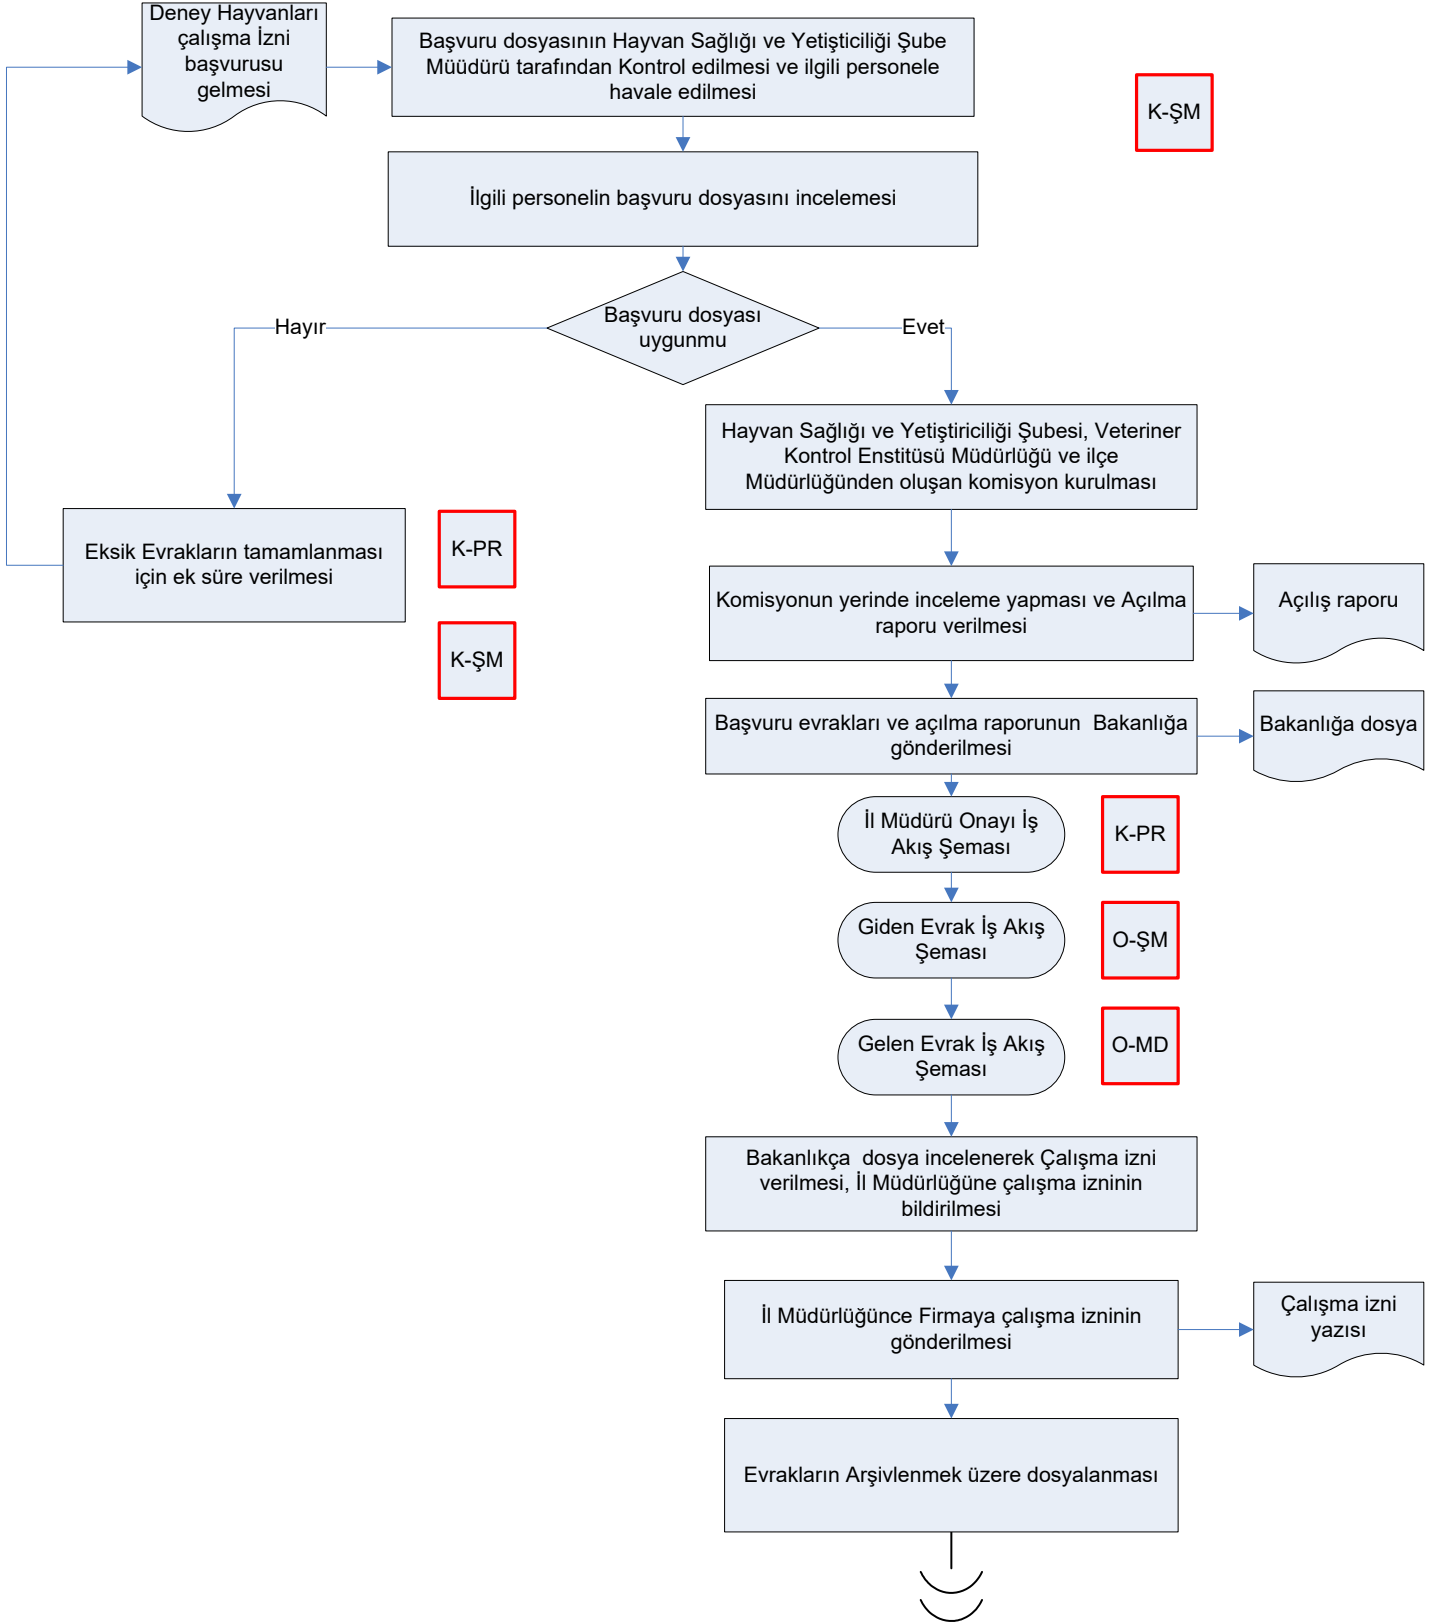 Deney Hayvanları
çalışma İzni
başvurusu
gelmesi
Başvuru dosyasının Hayvan Sağlığı ve Yetişticiliği Şube
Müüdürü tarafından Kontrol edilmesi ve ilgili personele
havale edilmesi
K-ŞM
İlgili personelin başvuru dosyasını incelemesi
Başvuru dosyası
uygunmu
Hayır
Evet
Hayvan Sağlığı ve Yetiştiriciliği Şubesi, Veteriner
Kontrol Enstitüsü Müdürlüğü ve ilçe
Müdürlüğünden oluşan komisyon kurulması
Eksik Evrakların tamamlanması
için ek süre verilmesi
K-PR
K-ŞM
Komisyonun yerinde inceleme yapması ve Açılma
raporu verilmesi
Açılış raporu
Başvuru evrakları ve açılma raporunun  Bakanlığa
gönderilmesi
Bakanlığa dosya
İl Müdürü Onayı İş
Akış Şeması
K-PR
Giden Evrak İş Akış
Şeması
O-ŞM
Gelen Evrak İş Akış
Şeması
O-MD
Bakanlıkça  dosya incelenerek Çalışma izni
verilmesi, İl Müdürlüğüne çalışma izninin
bildirilmesi
İl Müdürlüğünce Firmaya çalışma izninin
gönderilmesi
Çalışma izni
yazısı
Evrakların Arşivlenmek üzere dosyalanması